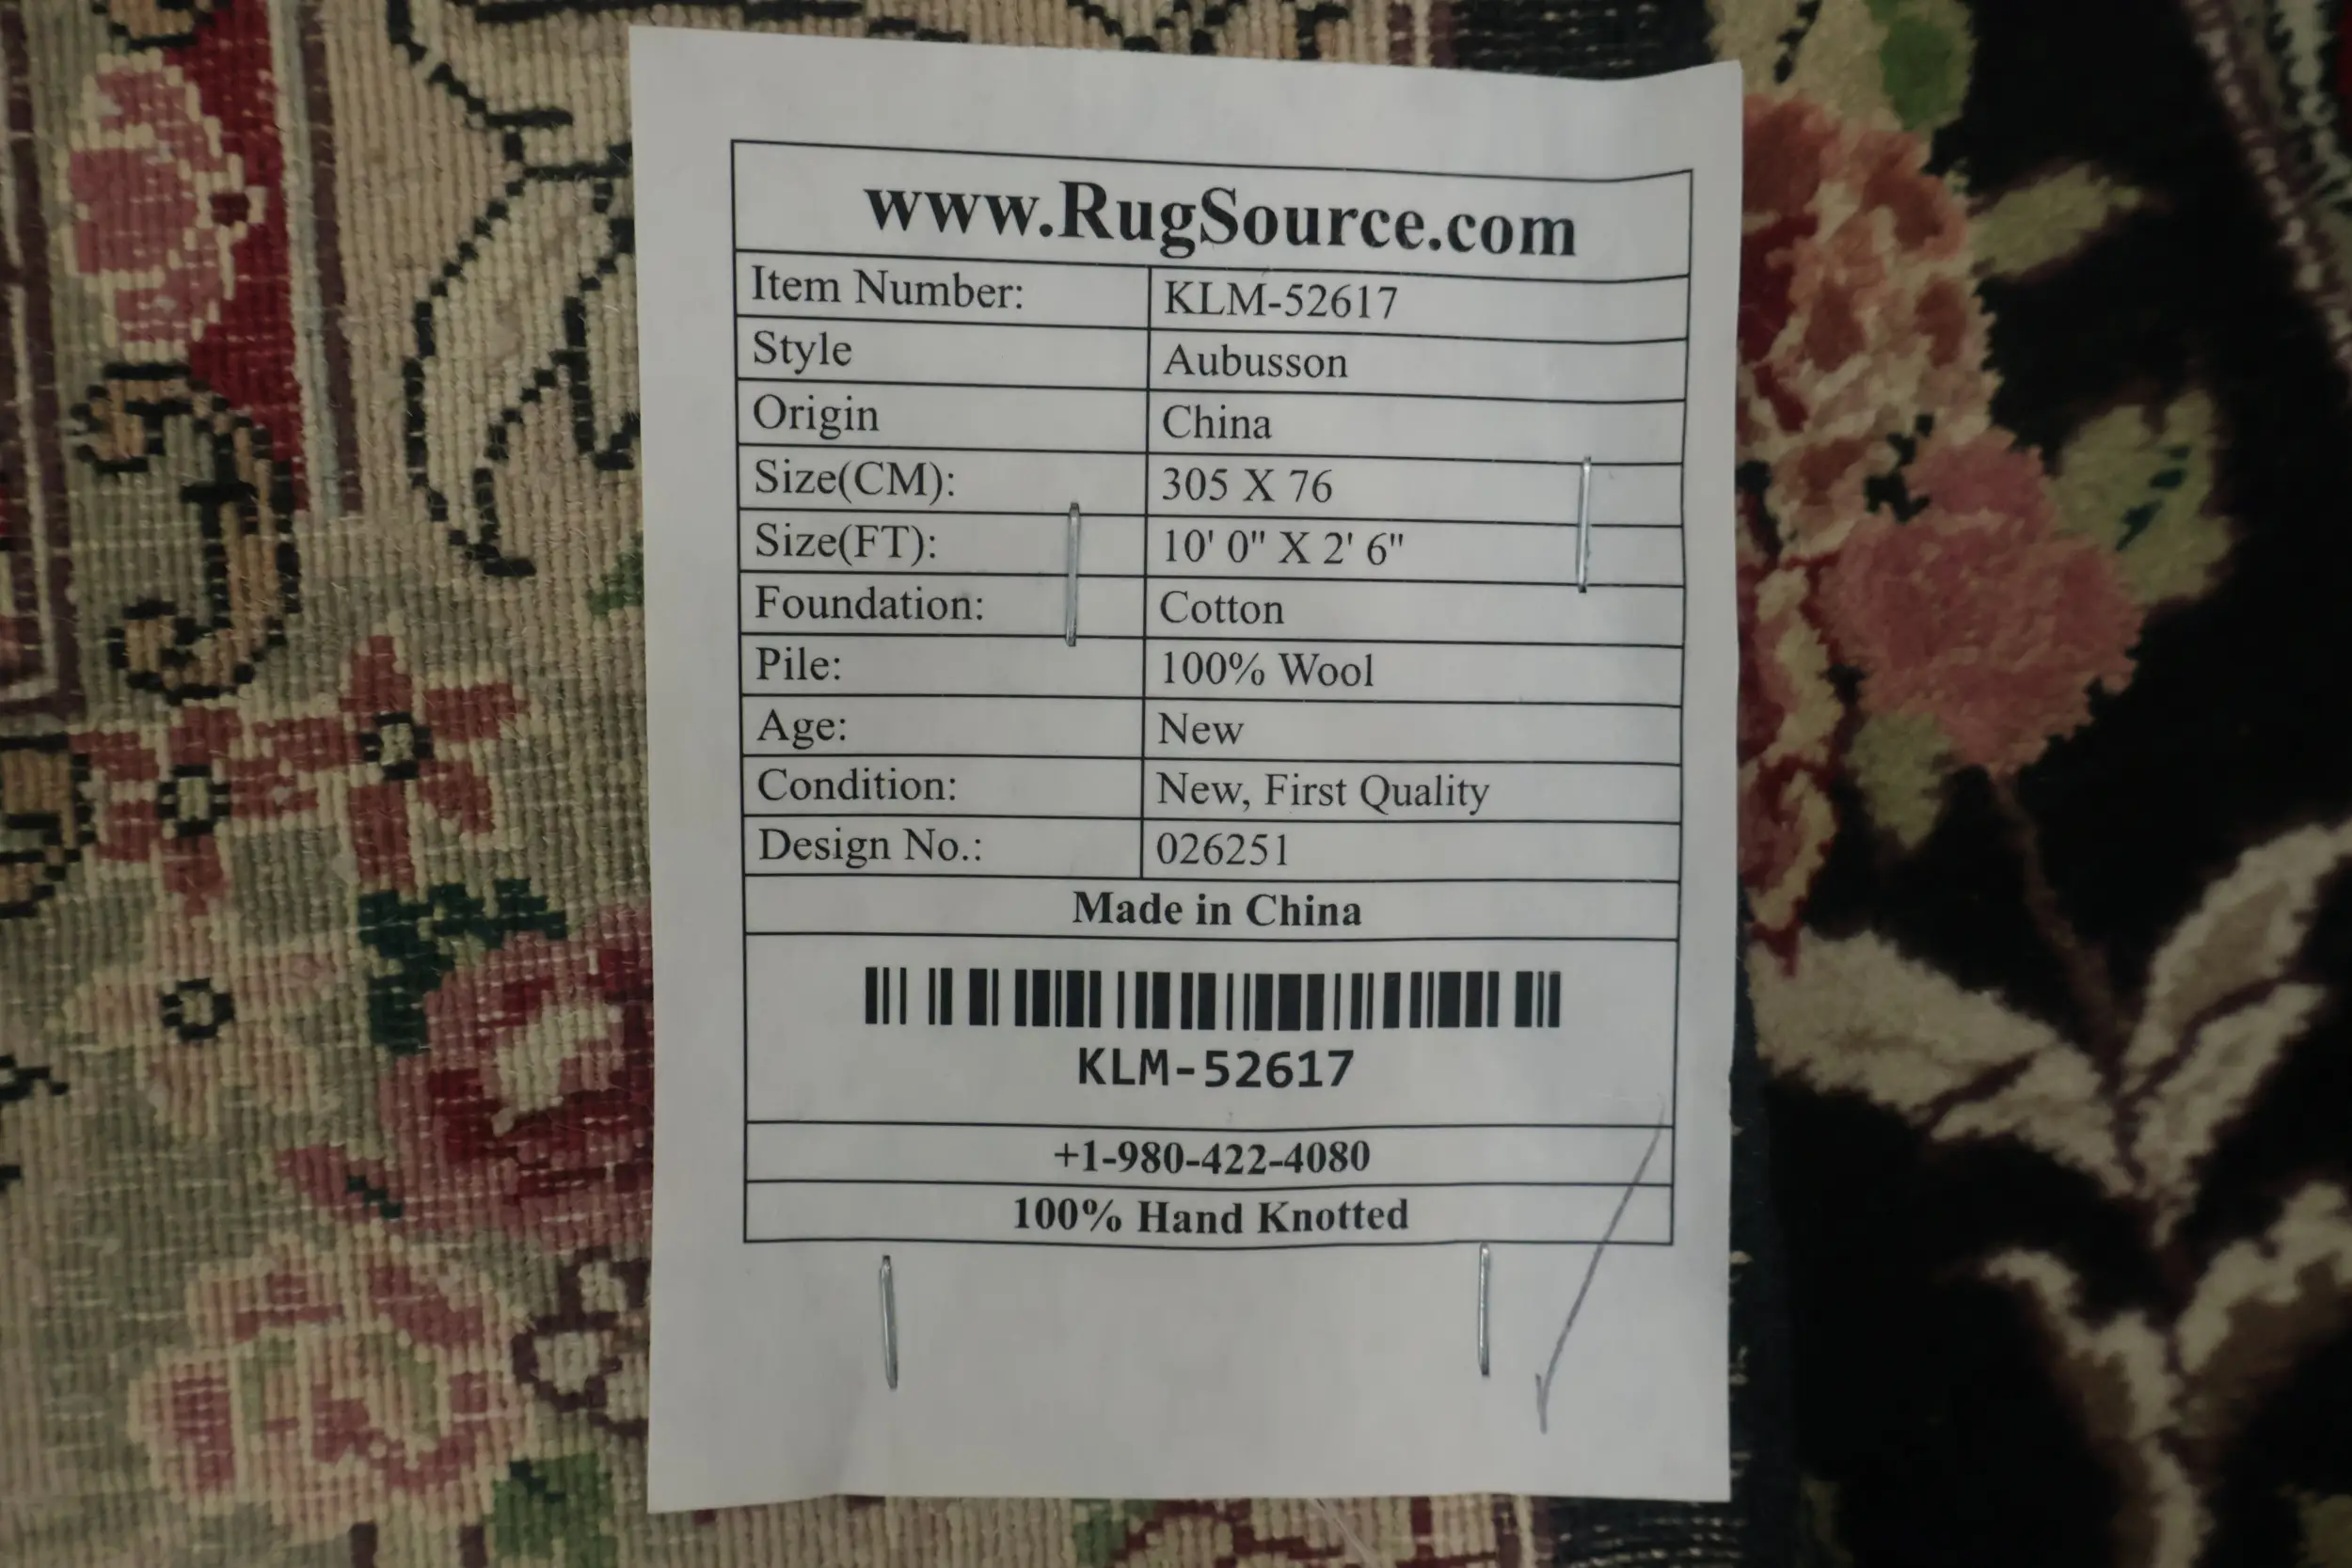 www.RugSource.com
Item Number: KLM-52617
Style Aubusson
Origin China
Size(CM): 305 X 76
Size(FT): 10' 0" X 2' 6"
Foundation: Cotton
Pile: 100% Wool
Age: New
Condition: New, First Quality
Design No.: 026251
Made in China
KLM-52617
+1-980-422-4080
100% Hand Knotted